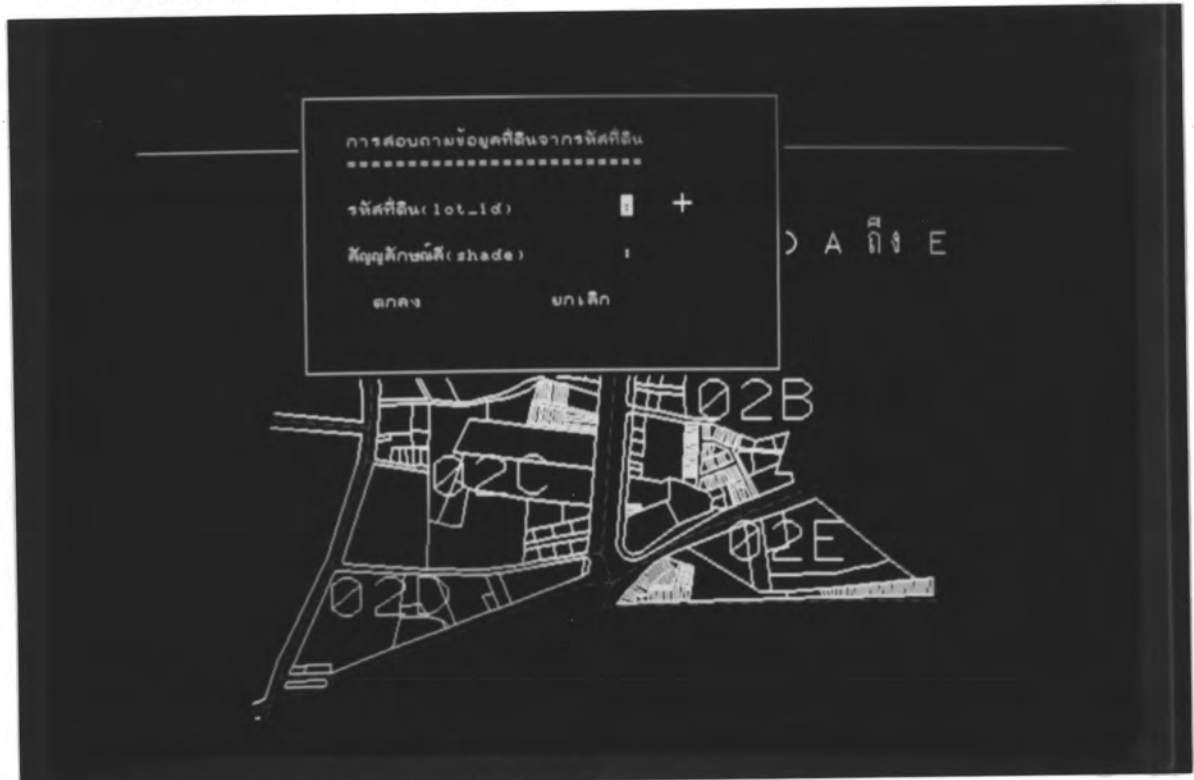 การสอบถามข้อมูลที่ดินจากรหัสที่ดิน
=========================
รหัสที่ดิน(lot_id) :
สัญญลักษณ์สี(shade) :
ตกลง ยกเลิก
A ถึง E
02B
02C
02E
02D